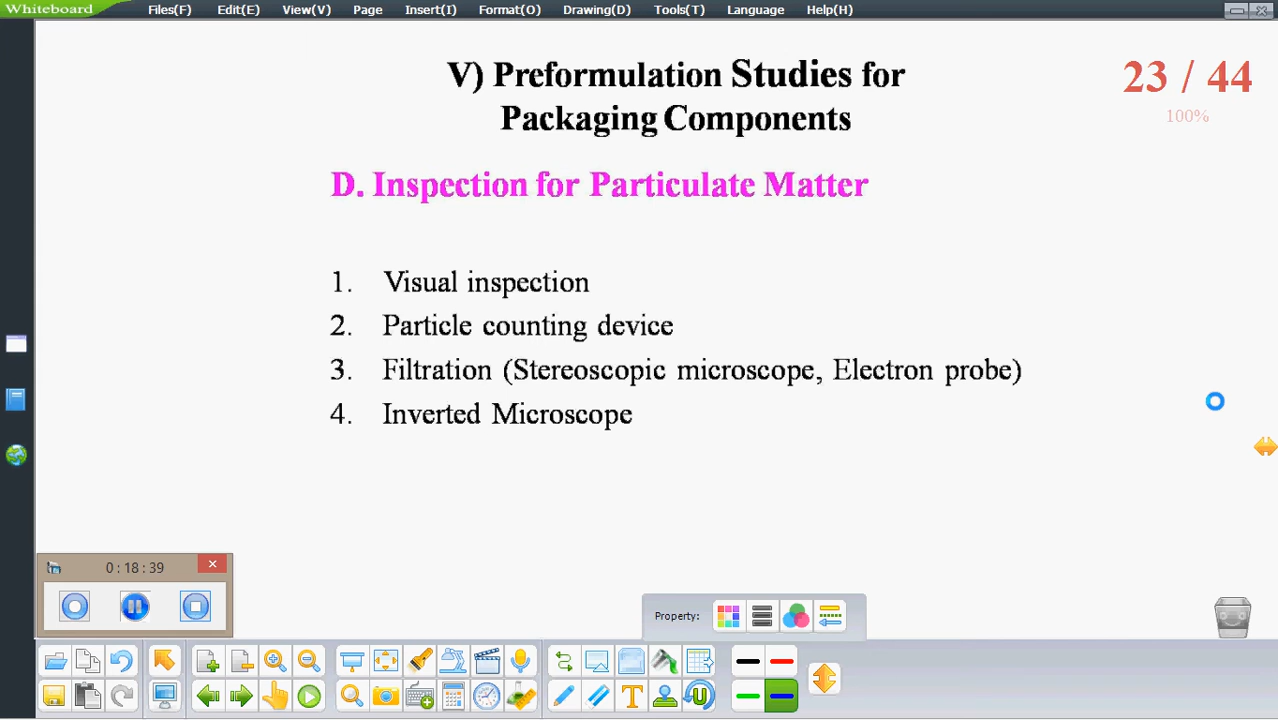 Whiteboard Files(F) Edit(E) View(V) Page Insert(I) Format(O) Drawing(D) Tools(T) Language Help(H)
V) Preformulation Studies for
Packaging Components
23 / 44
100%
D. Inspection for Particulate Matter
1. Visual inspection
2. Particle counting device
3. Filtration (Stereoscopic microscope, Electron probe)
4. Inverted Microscope
0:18:39
Property: